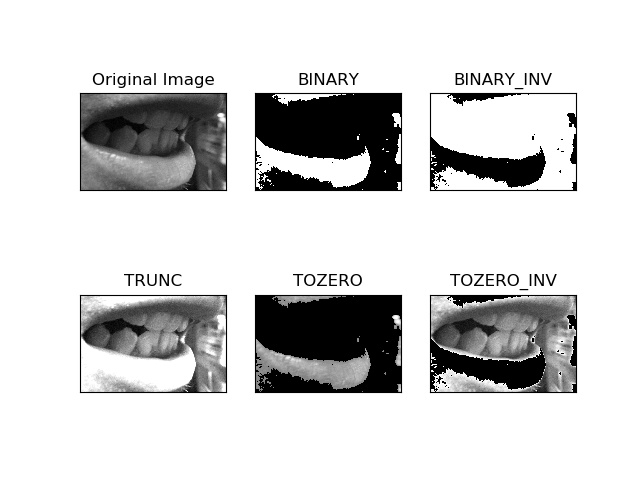 Original Image
BINARY
BINARY_INV
TRUNC
TOZERO
TOZERO_INV